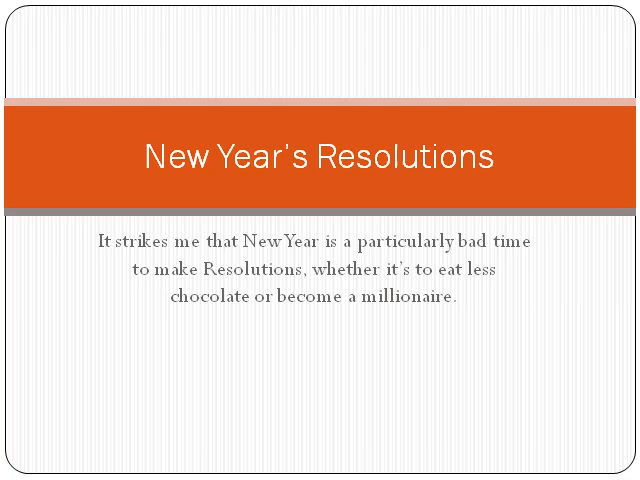 New Year's Resolutions
It strikes me that New Year is a particularly bad time
to make Resolutions, whether it's to eat less
chocolate or become a millionaire.